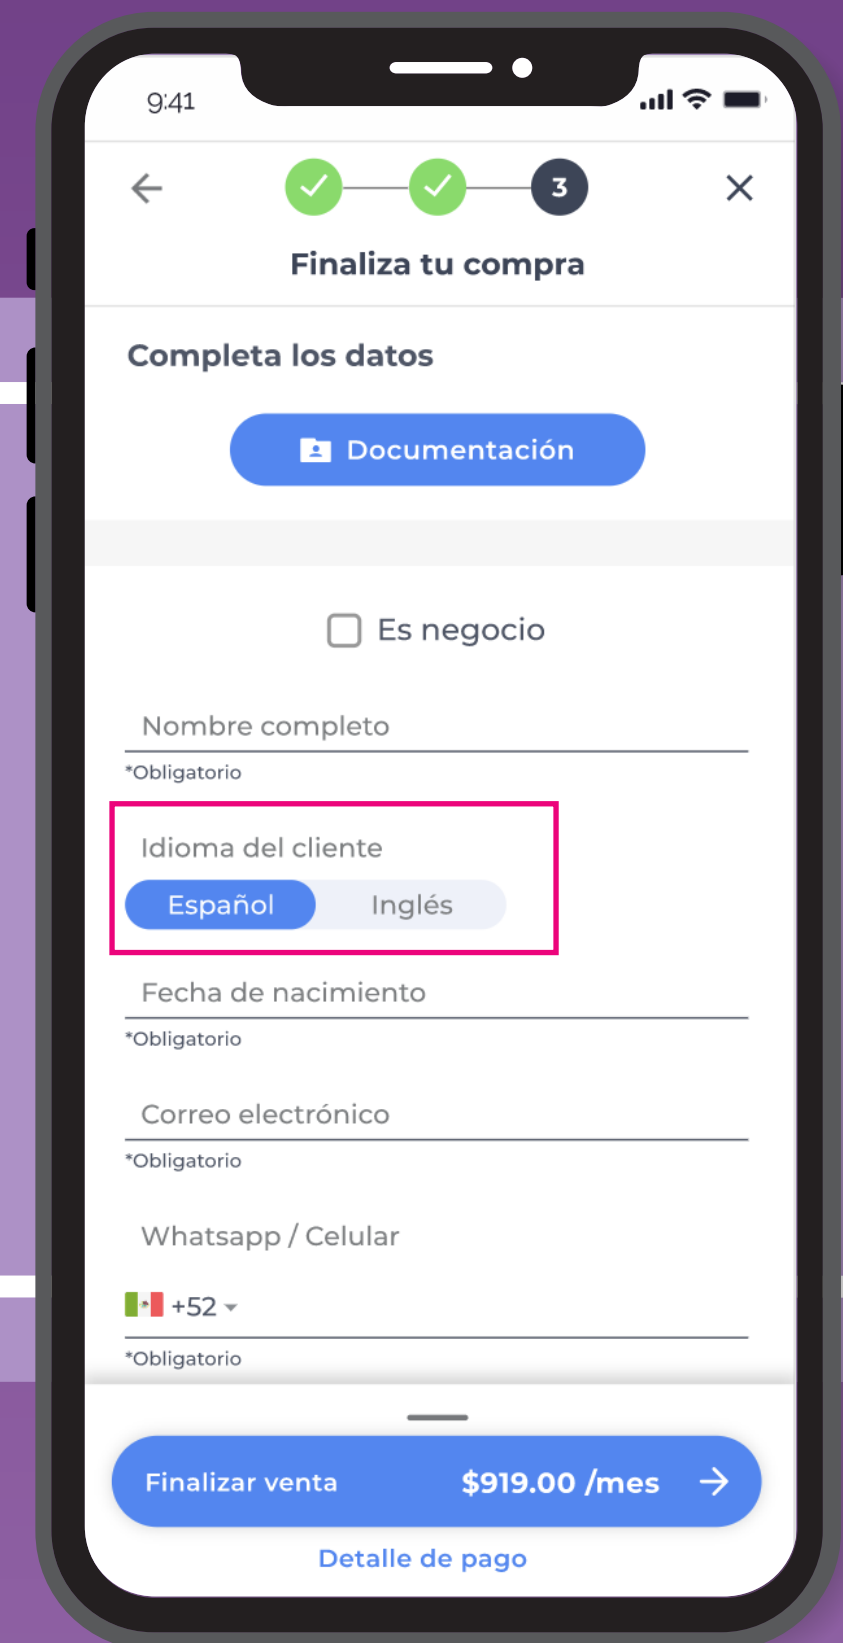 9:41
3
Finaliza tu compra
Completa los datos
Documentación
Es negocio
Nombre completo
*Obligatorio
Idioma del cliente
Español Inglés
Fecha de nacimiento
*Obligatorio
Correo electrónico
*Obligatorio
Whatsapp / Celular
+52
*Obligatorio
Finalizar venta $919.00 /mes
Detalle de pago